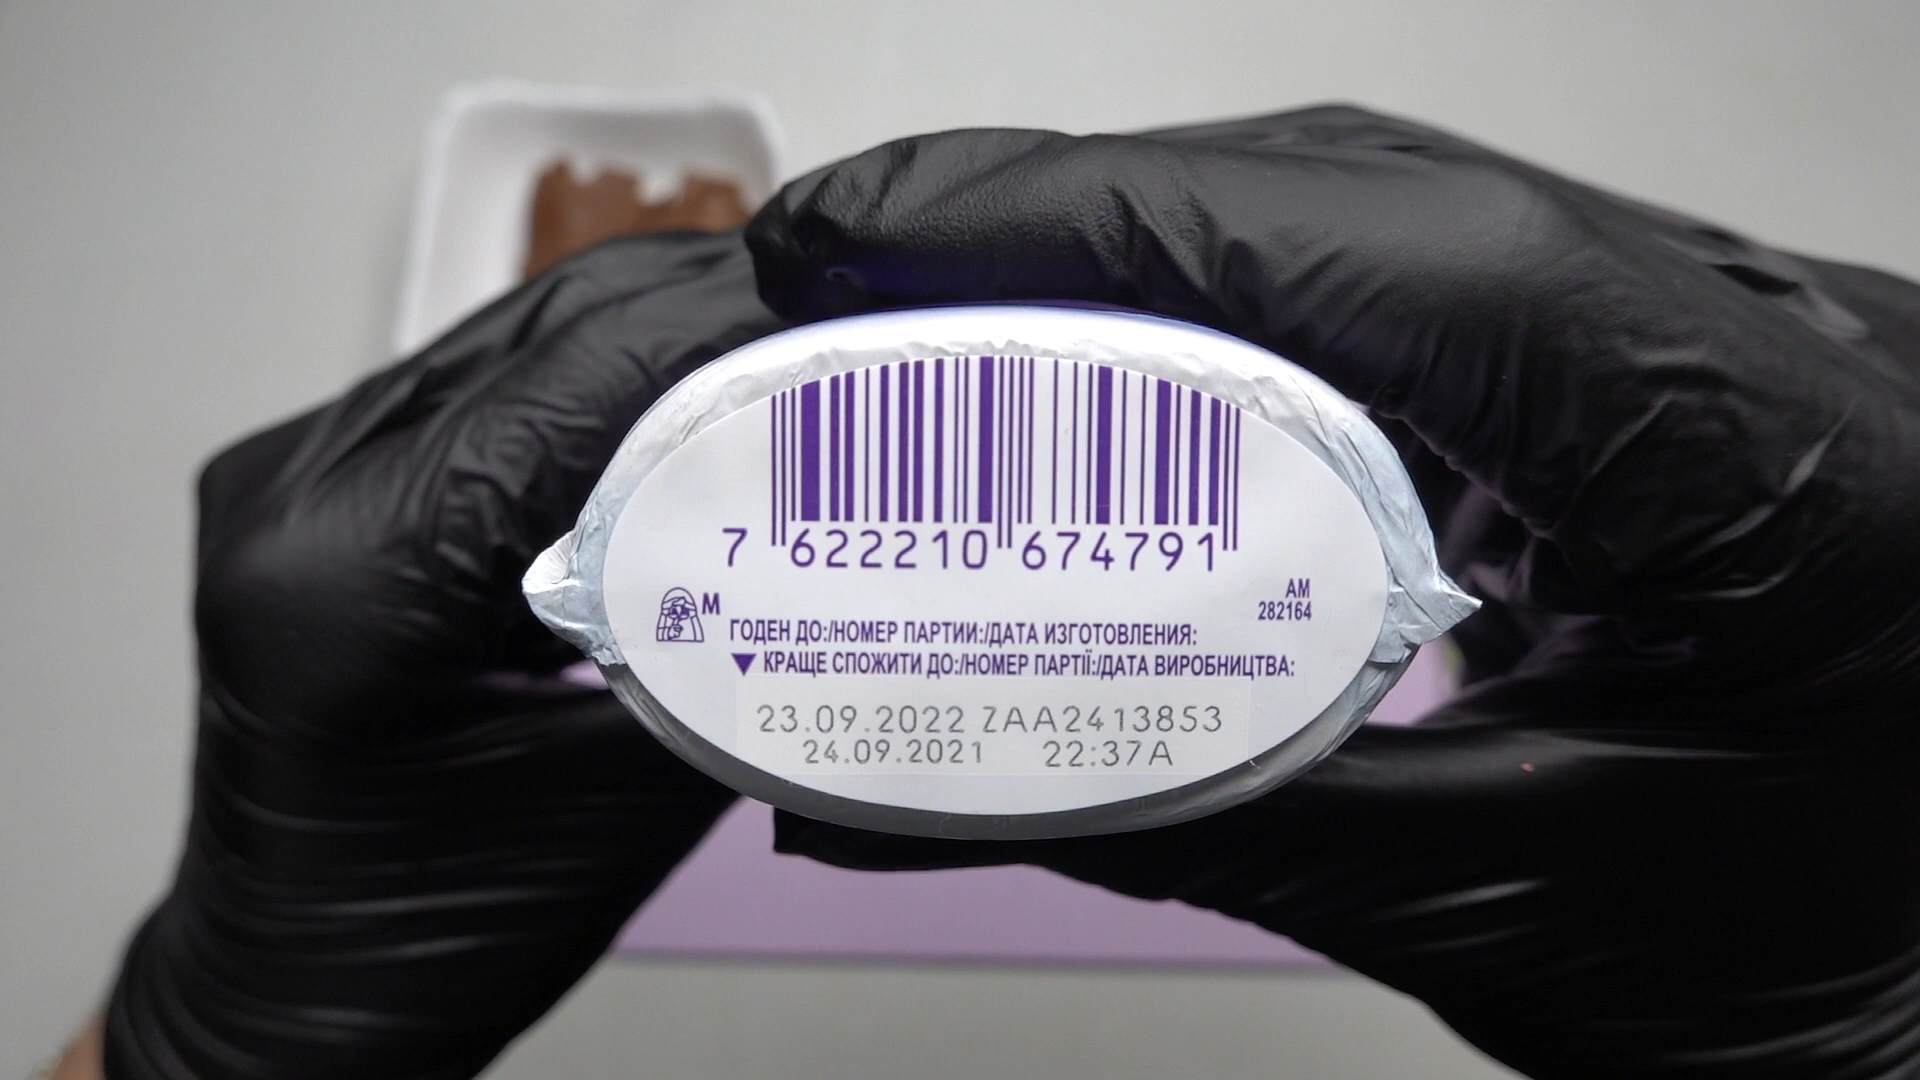 7 622210 674791
AM
282164
M
ГОДЕН ДО:/НОМЕР ПАРТИИ:/ДАТА ИЗГОТОВЛЕНИЯ:
▼ КРАЩЕ СПОЖИТИ ДО:/НОМЕР ПАРТІЇ:/ДАТА ВИРОБНИЦТВА:
23.09.2022 ZAA2413853
24.09.2021 22:37A